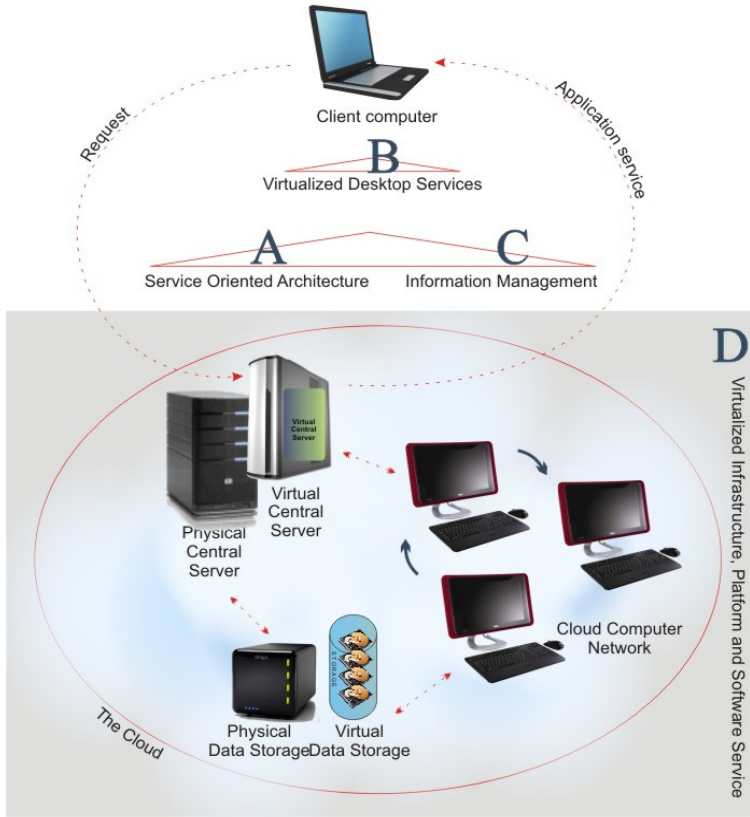 Client computer
Request
Application service
B
Virtualized Desktop Services
A
C
Service Oriented Architecture
Information Management
D
Virtualized Infrastructure, Platform and Software Service
Virtual
Central
Server
Virtual
Central
Server
Physical
Central
Server
Cloud Computer
Network
STORAGE
Physical
Data Storage
Virtual
Data Storage
The Cloud